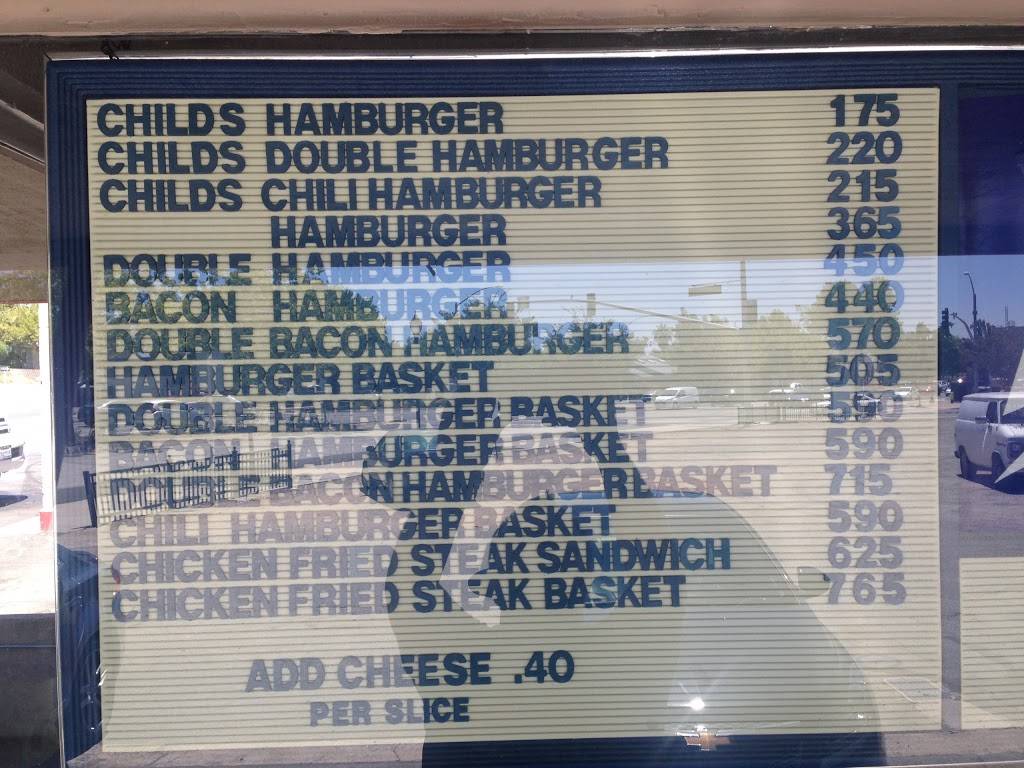 CHILDS HAMBURGER 175
CHILDS DOUBLE HAMBURGER 220
CHILDS CHILI HAMBURGER 215
HAMBURGER 365
DOUBLE HAMBURGER 450
BACON HAMBURGER 440
DOUBLE BACON HAMBURGER 570
HAMBURGER BASKET 505
DOUBLE HAMBURGER BASKET
BACON HAMBURGER BASKET 590
DOUBLE BACON HAMBURGER BASKET 715
CHILI HAMBURGER BASKET 590
CHICKEN FRIED STEAK SANDWICH 625
CHICKEN FRIED STEAK BASKET 765
ADD CHEESE .40
PER SLICE